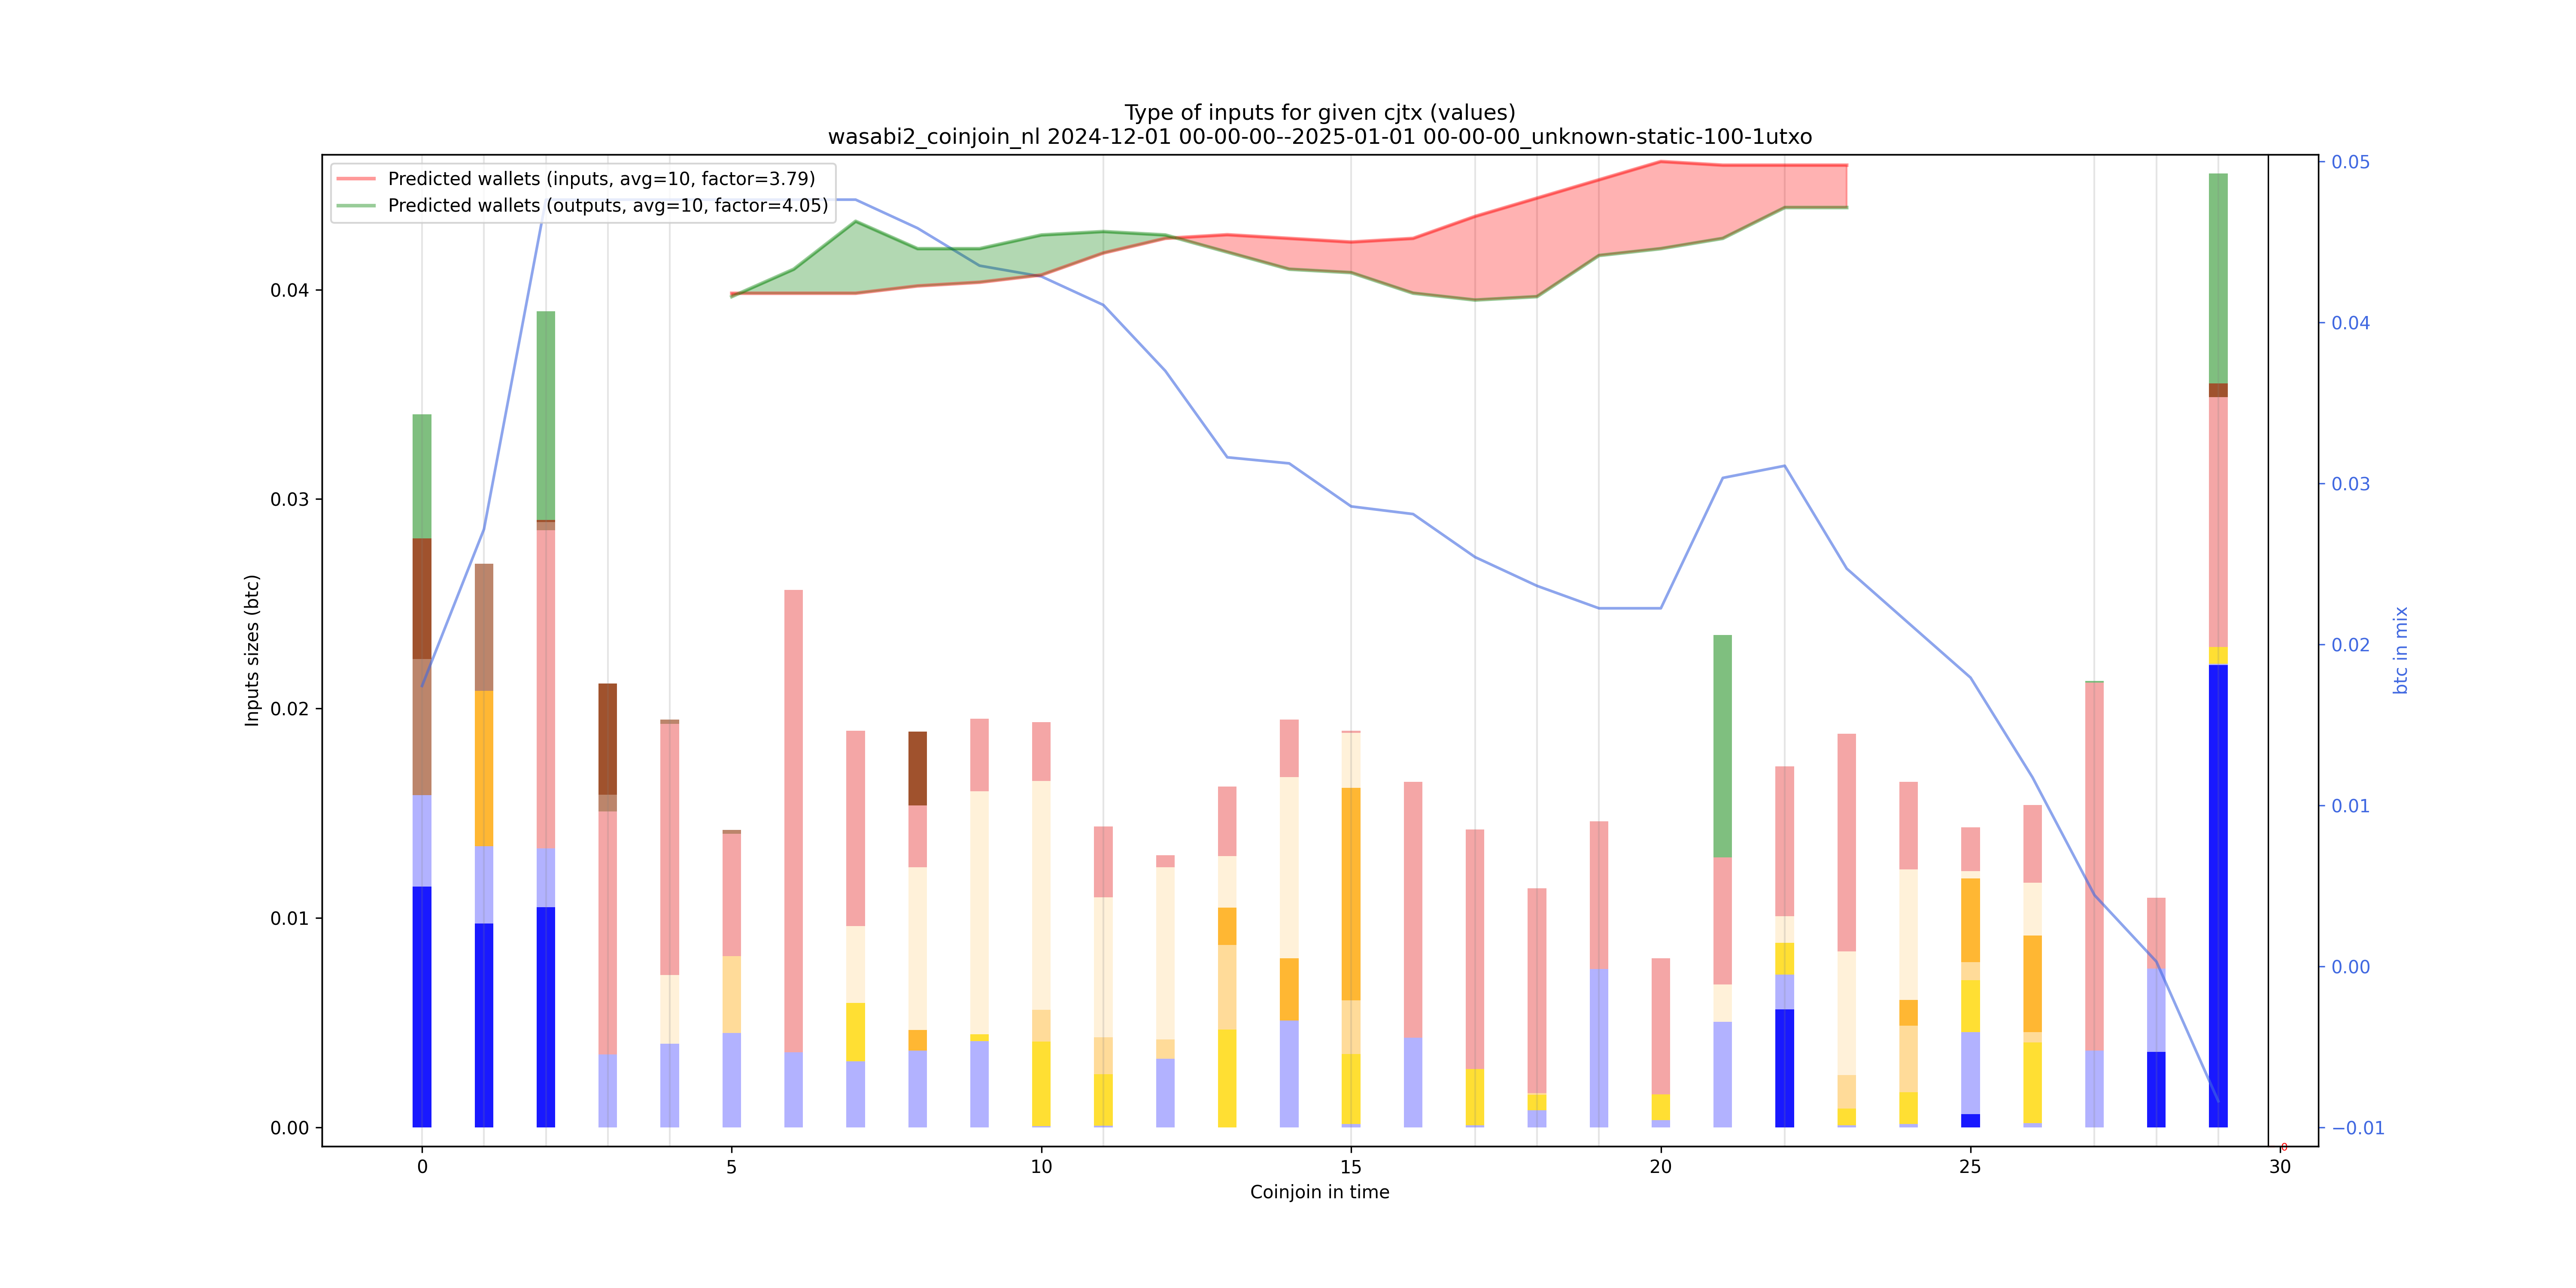 Type of inputs for given cjtx (values)
wasabi2_coinjoin_nl 2024-12-01 00-00-00--2025-01-01 00-00-00_unknown-static-100-1utxo
Predicted wallets (inputs, avg=10, factor=3.79)
Predicted wallets (outputs, avg=10, factor=4.05)
Inputs sizes (btc)
0.04
0.03
0.02
0.01
0.00
0.05
0.04
0.03
0.02
0.01
0.00
−0.01
btc in mix
0
0 5 10 15 20 25 30
Coinjoin in time